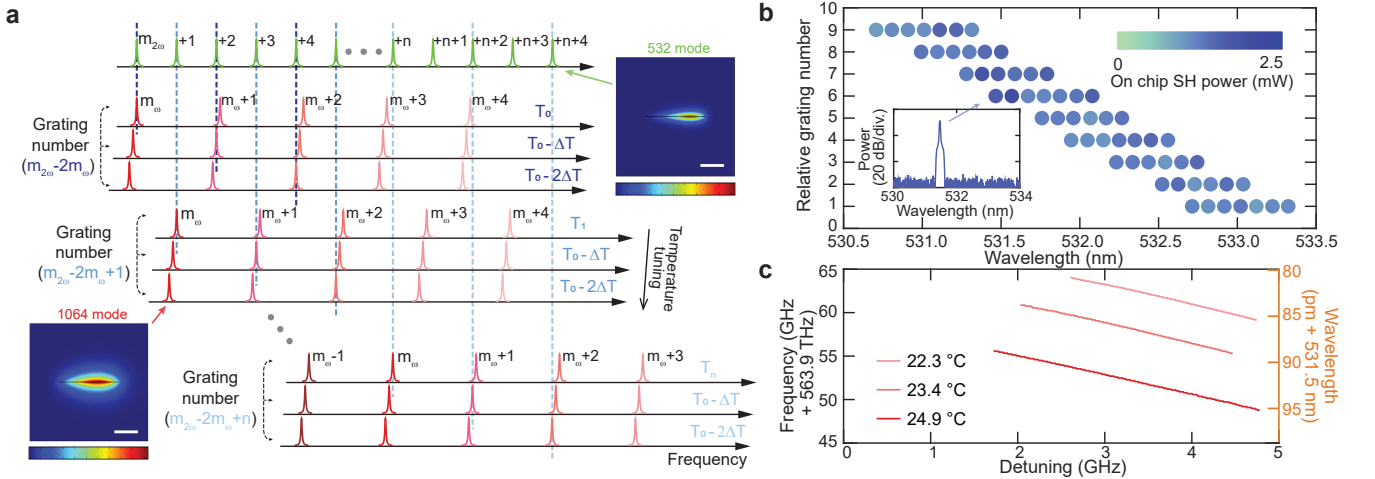 a
m2ω
+1
+2
+3
+4
+n
+n+1
+n+2
+n+3
+n+4
532 mode
Grating
number
(m2ω-2mω)
mω
mω+1
mω+2
mω+3
mω+4
T₀
T₀-ΔT
T₀-2ΔT
Grating
number
(m2ω-2mω+1)
mω
mω+1
mω+2
mω+3
mω+4
T₁
T₀-ΔT
T₀-2ΔT
Temperature
tuning
1064 mode
Grating
number
(m2ω-2mω+n)
mω-1
mω
mω+1
mω+2
mω+3
Tn
T₀-ΔT
T₀-2ΔT
Frequency
b
Relative grating number
10
9
8
7
6
5
4
3
2
1
0
0
2.5
On chip SH power (mW)
Power
(20 dB/div.)
530
532
534
Wavelength (nm)
530.5
531.0
531.5
532.0
532.5
533.0
533.5
Wavelength (nm)
c
Frequency (GHz
+ 563.9 THz)
65
60
55
50
45
22.3 °C
23.4 °C
24.9 °C
0
1
2
3
4
5
Detuning (GHz)
80
85
90
95
Wavelength
(pm + 531.5 nm)